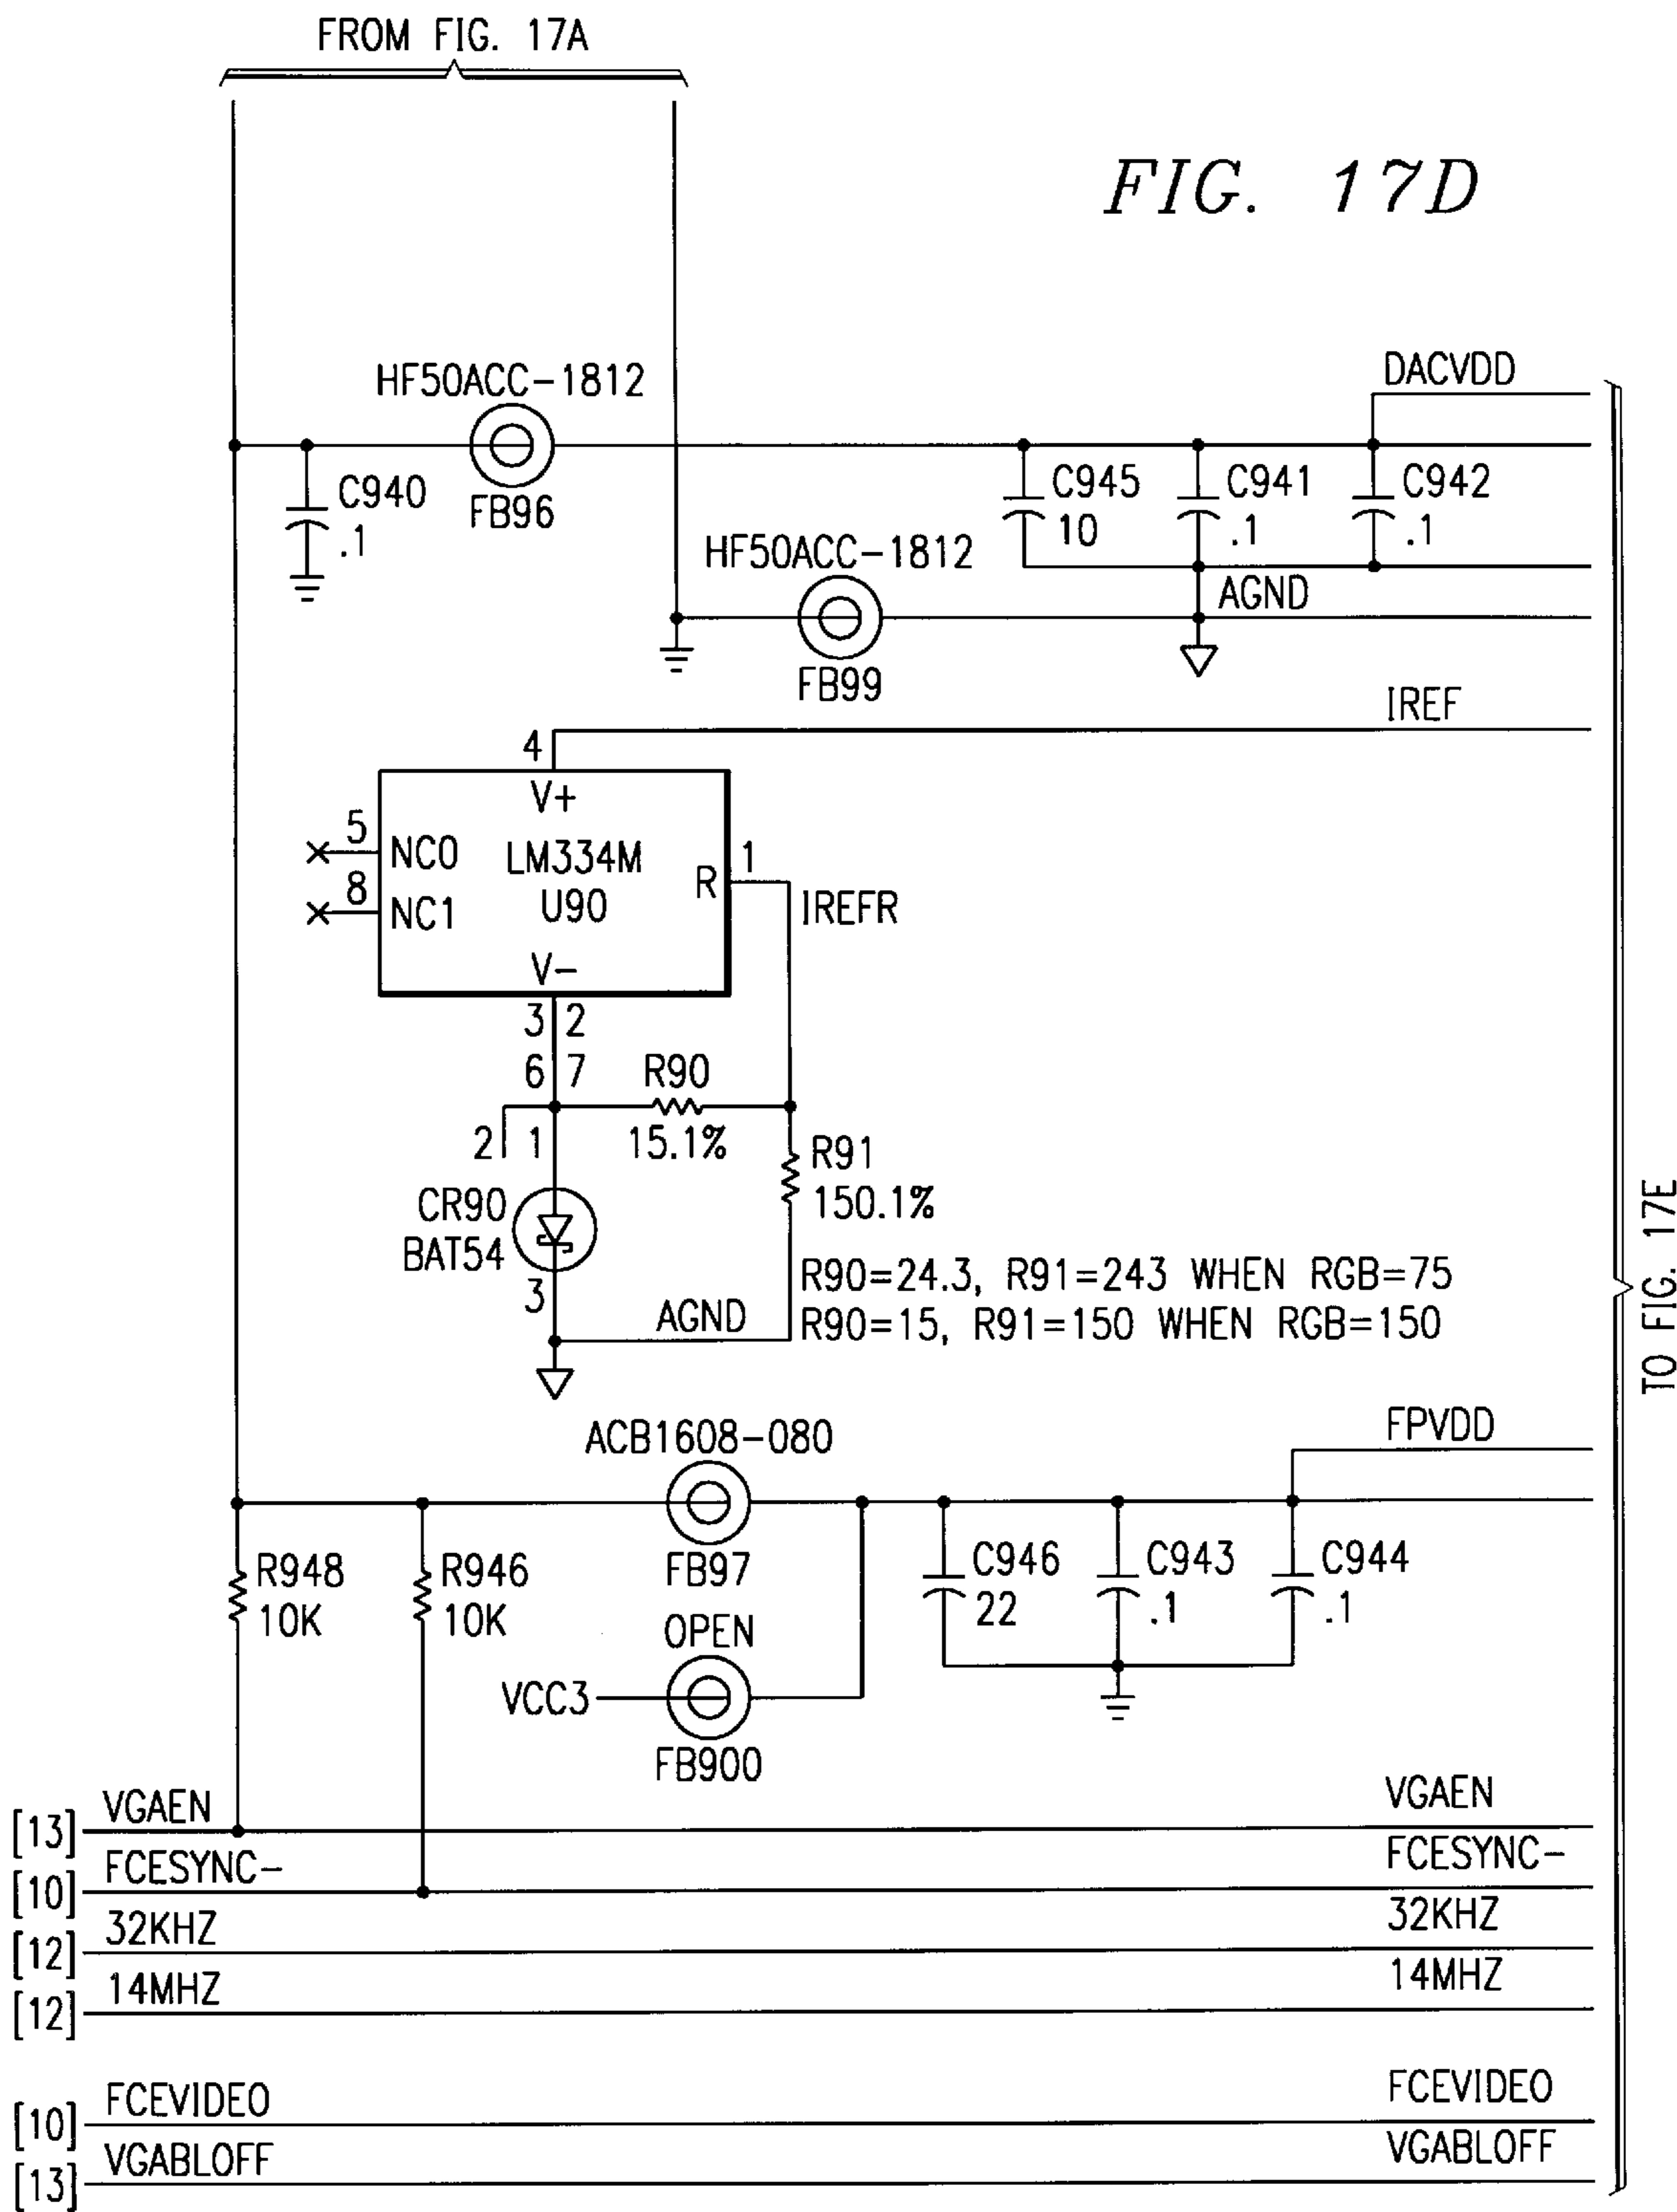 FROM FIG. 17A
FIG. 17D
DACVDD
HF50ACC-1812
C940
.1
FB96
C945
10
C941
.1
C942
.1
HF50ACC-1812
AGND
FB99
IREF
4
V+
5
NC0
LM334M
R
1
8
NC1
U90
IREFR
V-
3 2
6 7
R90
15.1%
2 1
R91
150.1%
CR90
BAT54
3
R90=24.3, R91=243 WHEN RGB=75
AGND
R90=15, R91=150 WHEN RGB=150
TO FIG. 17E
ACB1608-080
FPVDD
FB97
R948
10K
R946
10K
C946
22
C943
.1
C944
.1
OPEN
VCC3
FB900
[13] VGAEN VGAEN
[10] FCESYNC- FCESYNC-
[12] 32KHZ 32KHZ
[12] 14MHZ 14MHZ
[10] FCEVIDEO FCEVIDEO
[13] VGABLOFF VGABLOFF